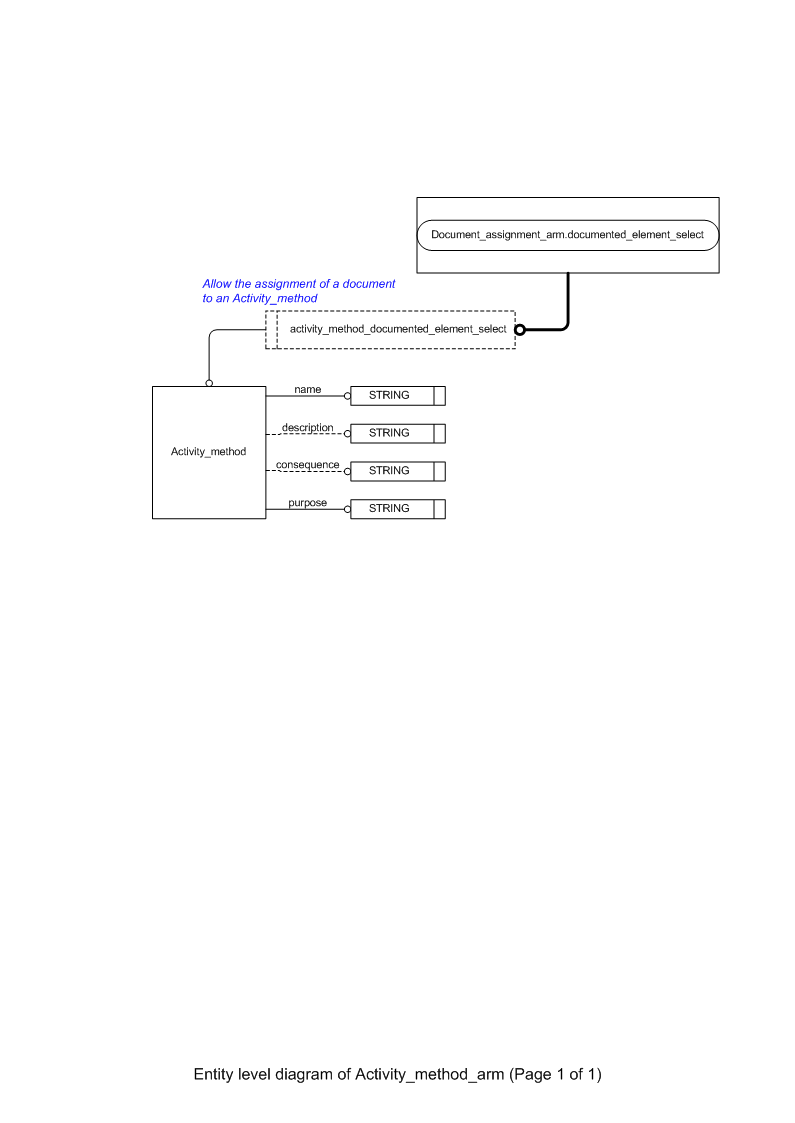 Document_assignment_arm.documented_element_select
Allow the assignment of a document
to an Activity_method
activity_method_documented_element_select
Activity_method
name
STRING
description
STRING
consequence
STRING
purpose
STRING
Entity level diagram of Activity_method_arm (Page 1 of 1)